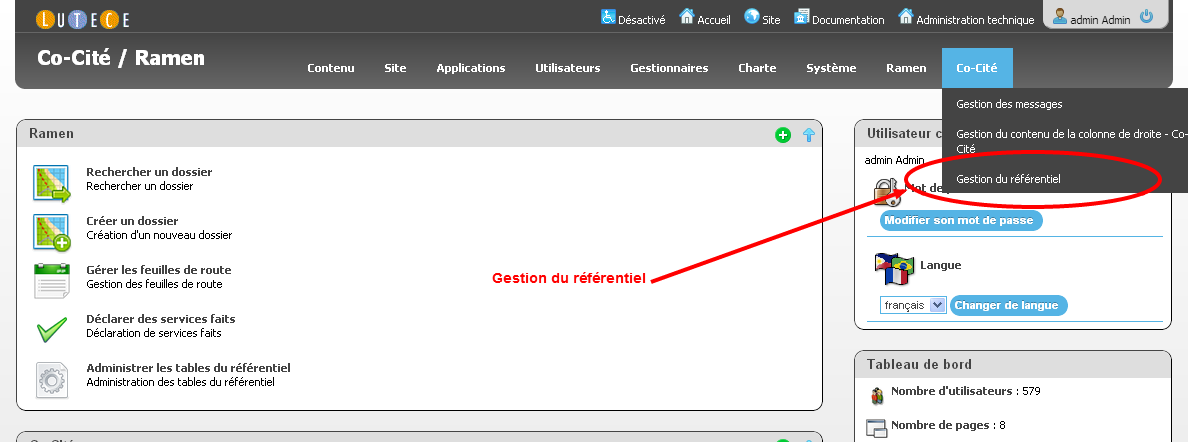 LUTECE
Désactivé Accueil Site Documentation Administration technique admin Admin
Co-Cité / Ramen
Contenu Site Applications Utilisateurs Gestionnaires Charte Système Ramen Co-Cité
Gestion des messages
Gestion du contenu de la colonne de droite - Co-
Cité
Gestion du référentiel
Ramen
Rechercher un dossier
Rechercher un dossier
Créer un dossier
Création d'un nouveau dossier
Gérer les feuilles de route
Gestion des feuilles de route
Déclarer des services faits
Déclaration de services faits
Administrer les tables du référentiel
Administration des tables du référentiel
Gestion du référentiel
Utilisateur c
admin Admin
Mot de
Modifier son mot de passe
Langue
français Changer de langue
Tableau de bord
Nombre d'utilisateurs : 579
Nombre de pages : 8